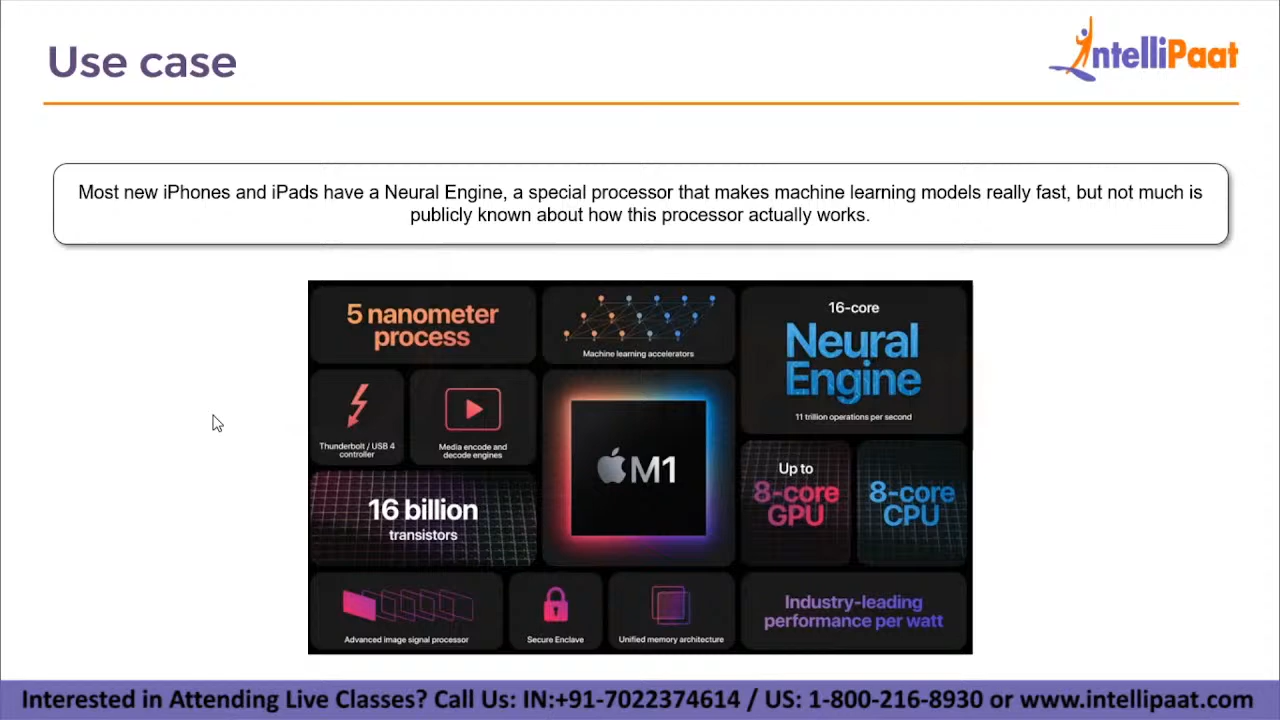 Use case
IntelliPaat
Most new iPhones and iPads have a Neural Engine, a special processor that makes machine learning models really fast, but not much is
publicly known about how this processor actually works.
5 nanometer
process
Machine learning accelerators
16-core
Neural
Engine
11 trillion operations per second
Thunderbolt / USB 4
controller
Media encode and
decode engines
M1
Up to
8-core
GPU
8-core
CPU
16 billion
transistors
Advanced image signal processor
Secure Enclave
Unified memory architecture
Industry-leading
performance per watt
Interested in Attending Live Classes? Call Us: IN:+91-7022374614 / US: 1-800-216-8930 or www.intellipaat.com